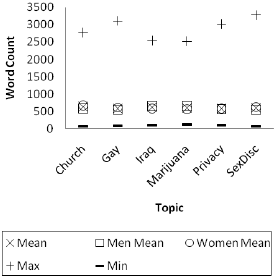 3500
3000
2500
2000
1500
1000
500
0
Word Count
Church
Gay
Iraq
Marijuana
Privacy
SexDisc
Topic
Mean Men Mean Women Mean
Max Min